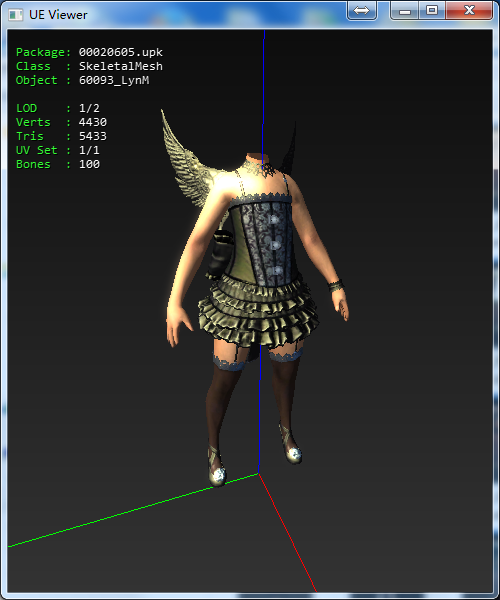 UE Viewer
Package: 00020605.upk
Class : SkeletalMesh
Object : 60093_LynM
LOD : 1/2
Verts : 4430
Tris : 5433
UV Set : 1/1
Bones : 100